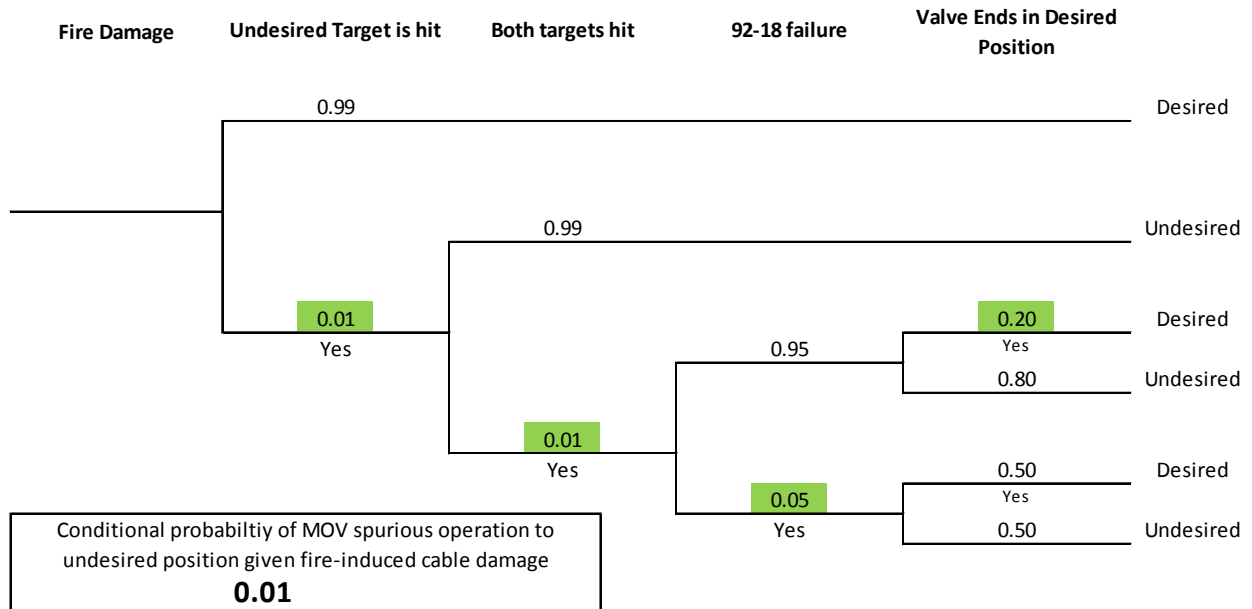 Fire Damage
Undesired Target is hit
Both targets hit
92-18 failure
Valve Ends in Desired
Position
0.99
Desired
0.99
Undesired
0.01
Yes
0.20
Desired
Yes
0.95
0.80
Undesired
0.01
Yes
0.50
Desired
Yes
0.05
Yes
0.50
Undesired
Conditional probabiltiy of MOV spurious operation to
undesired position given fire-induced cable damage
0.01